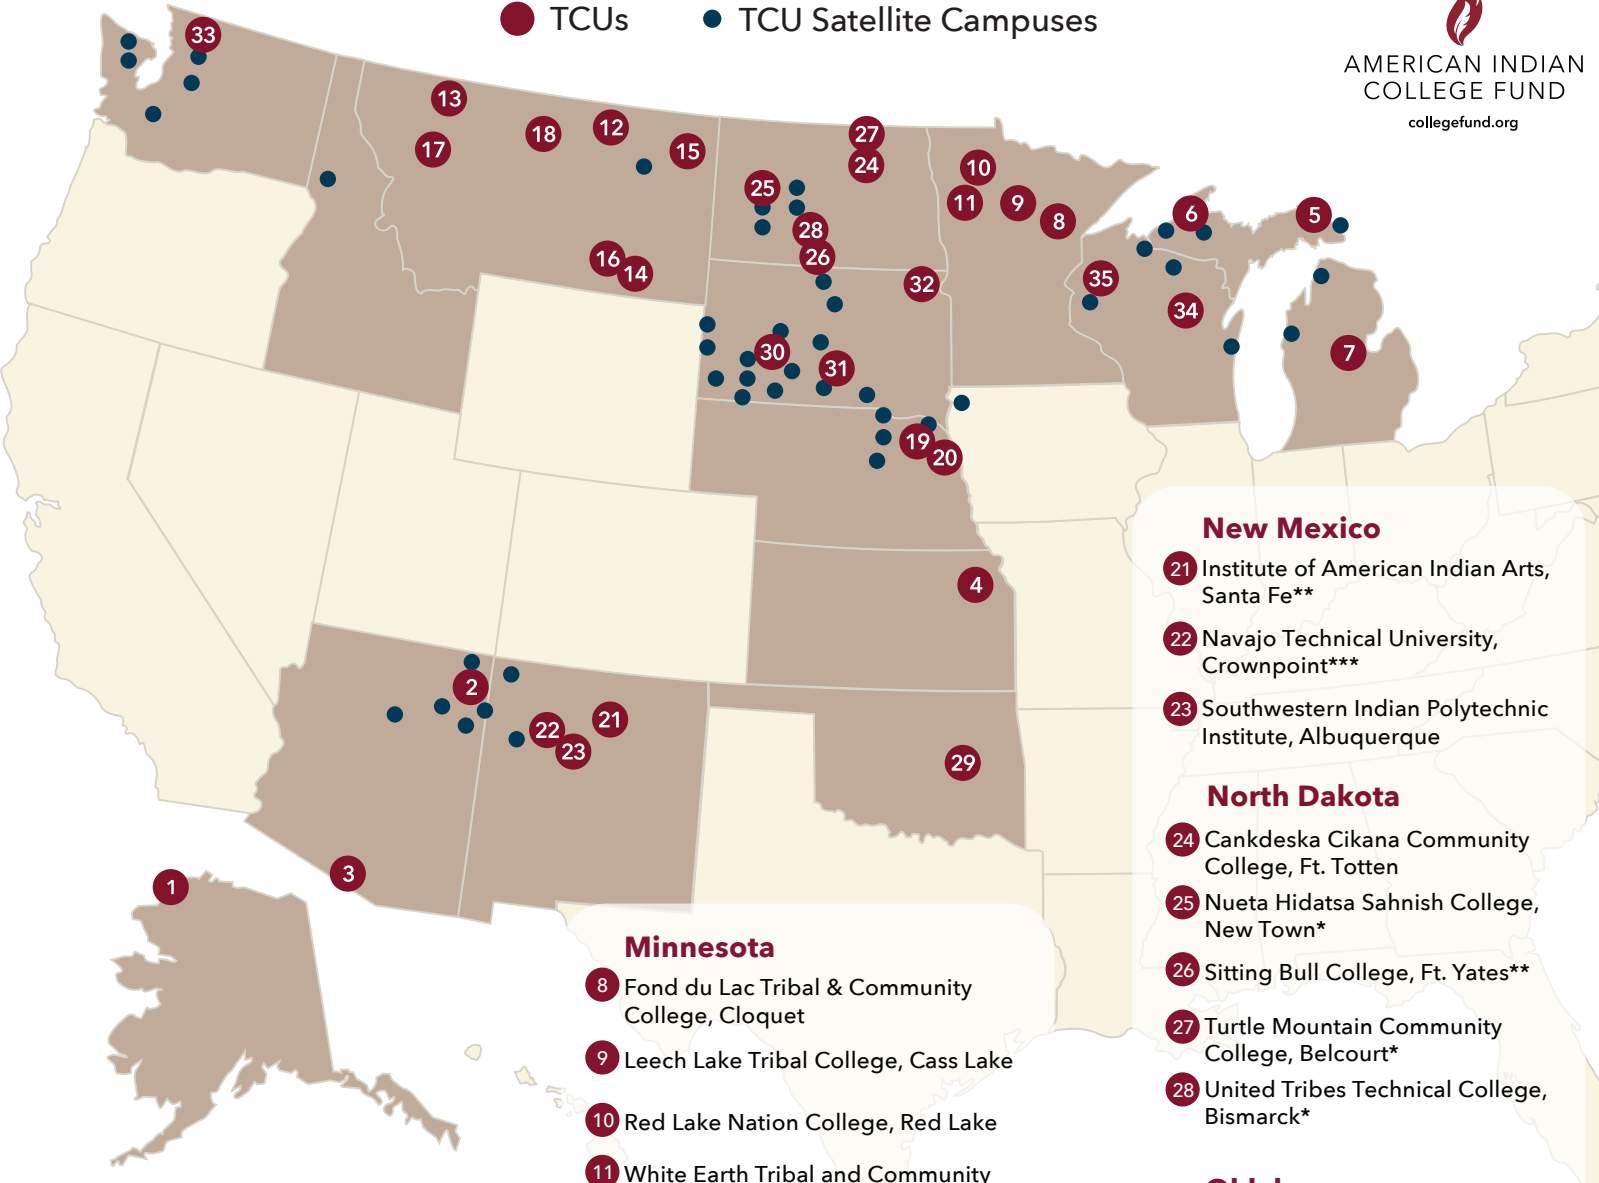 TCUs
TCU Satellite Campuses
AMERICAN INDIAN
COLLEGE FUND
collegefund.org
33
13
18
12
15
17
16
14
27
24
25
28
26
10
11
9
8
6
5
35
34
7
32
30
31
19
20
4
2
22
21
23
29
3
1
Minnesota
8 Fond du Lac Tribal & Community
College, Cloquet
9 Leech Lake Tribal College, Cass Lake
10 Red Lake Nation College, Red Lake
11 White Earth Tribal and Community
New Mexico
21 Institute of American Indian Arts,
Santa Fe**
22 Navajo Technical University,
Crownpoint***
23 Southwestern Indian Polytechnic
Institute, Albuquerque
North Dakota
24 Cankdeska Cikana Community
College, Ft. Totten
25 Nueta Hidatsa Sahnish College,
New Town*
26 Sitting Bull College, Ft. Yates**
27 Turtle Mountain Community
College, Belcourt*
28 United Tribes Technical College,
Bismarck*